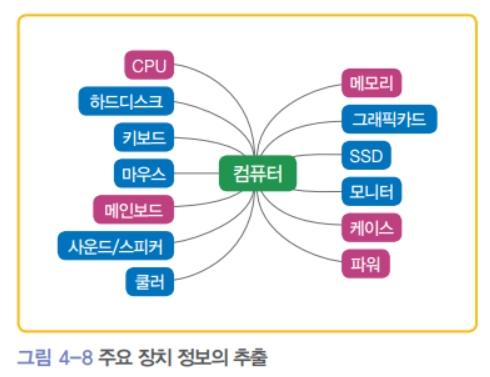 CPU
하드디스크
키보드
마우스
메인보드
사운드/스피커
쿨러
컴퓨터
메모리
그래픽카드
SSD
모니터
케이스
파워
그림 4-8 주요 장치 정보의 추출